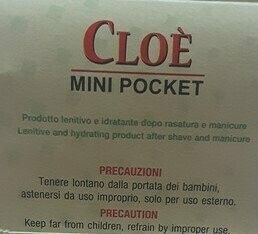 CLOÈ
MINI POCKET
Prodotto lenitivo e idratante dopo rasatura e manicure
Lenitive and hydrating product after shave and manicure
PRECAUZIONI
Tenere lontano dalla portata dei bambini,
astenersi da uso improprio, solo per uso esterno.
PRECAUTION
Keep far from children, refrain by improper use.